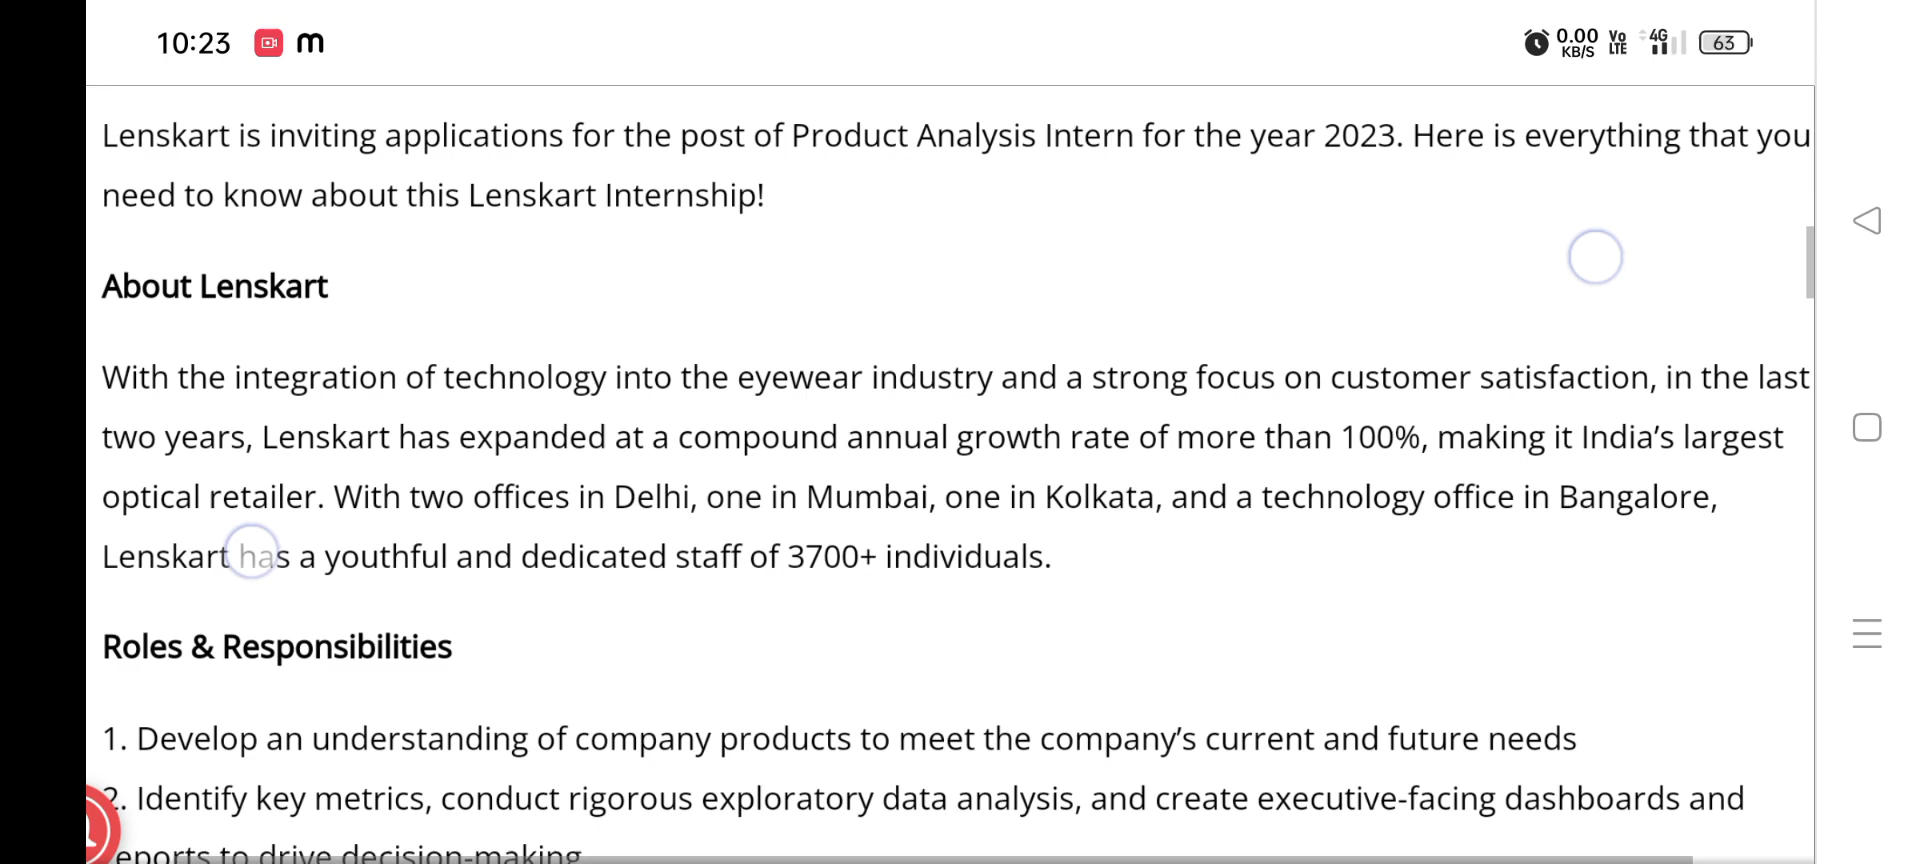 10:23 m 0.00 KB/S Vo LTE 4G 63
Lenskart is inviting applications for the post of Product Analysis Intern for the year 2023. Here is everything that you
need to know about this Lenskart Internship!
About Lenskart
With the integration of technology into the eyewear industry and a strong focus on customer satisfaction, in the last
two years, Lenskart has expanded at a compound annual growth rate of more than 100%, making it India’s largest
optical retailer. With two offices in Delhi, one in Mumbai, one in Kolkata, and a technology office in Bangalore,
Lenskart has a youthful and dedicated staff of 3700+ individuals.
Roles & Responsibilities
1. Develop an understanding of company products to meet the company’s current and future needs
2. Identify key metrics, conduct rigorous exploratory data analysis, and create executive-facing dashboards and
eports to drive decision-making